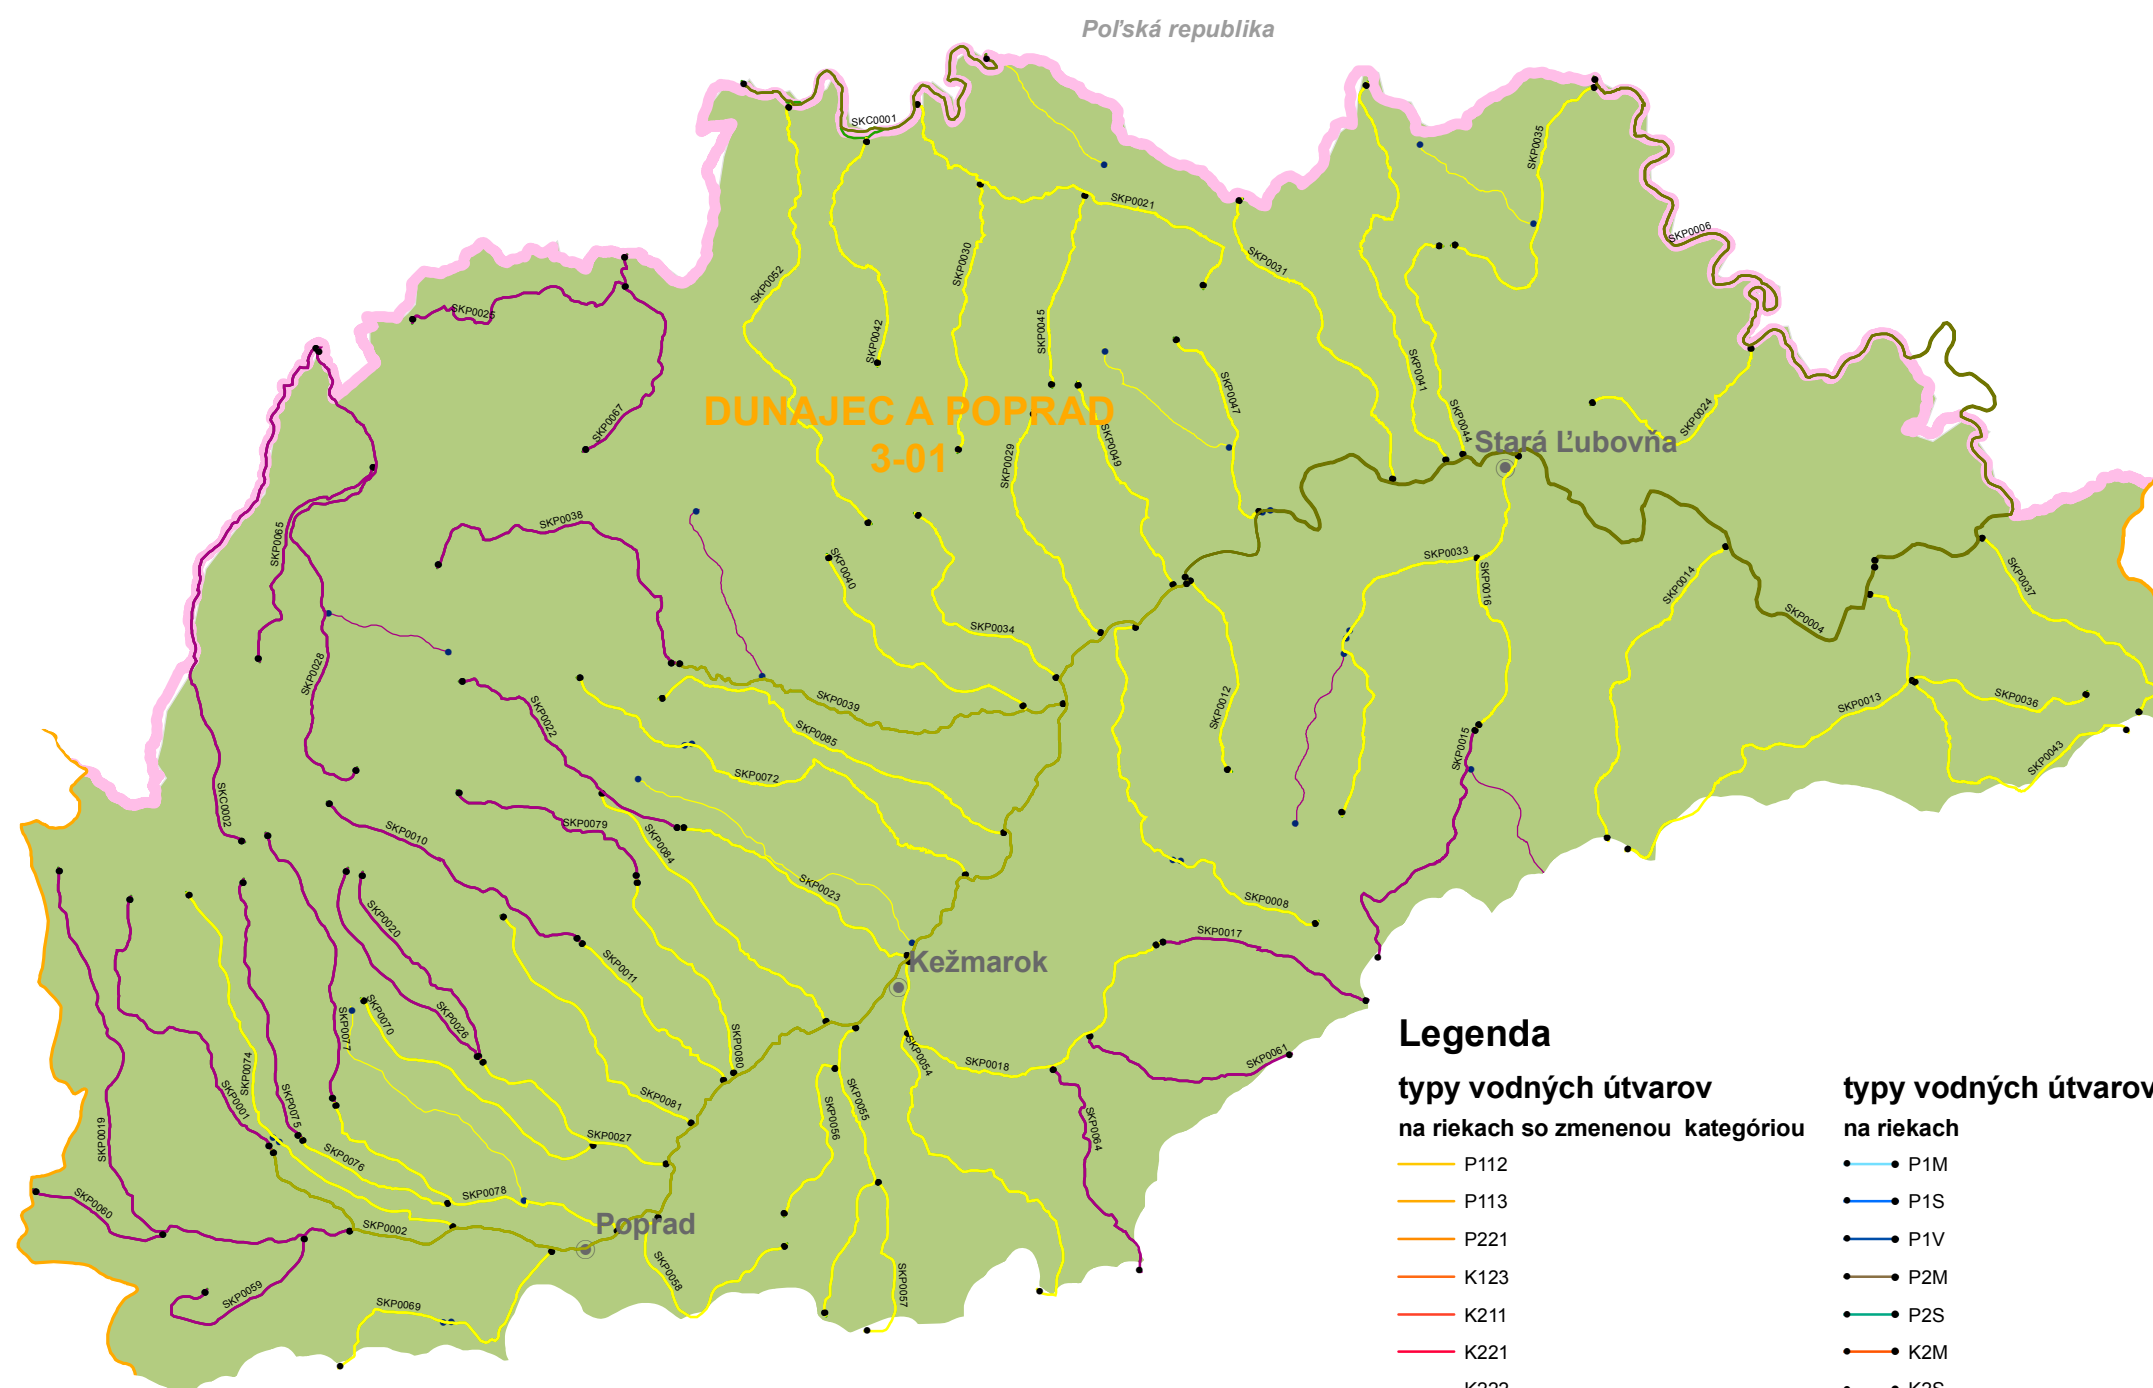 Poľská republika
SKC0001
SKP0035
SKP0021
SKP0006
SKP0030
SKP0052
SKP0031
SKP0025
SKP0045
SKP0042
SKP0041
SKP0047
SKP0024
SKP0067
DUNAJEC A POPRAD
3-01
SKP0044
Stará Ľubovňa
SKP0049
SKP0029
SKP0065
SKP0038
SKP0033
SKP0040
SKP0016
SKP0014
SKP0037
SKP0004
SKP0034
SKP0028
SKP0012
SKP0013
SKP0036
SKP0039
SKP0022
SKP0085
SKP0015
SKP0043
SKP0072
SKC0002
SKP0079
SKP0010
SKP0084
SKP0023
SKP0008
SKP0020
SKP0017
Kežmarok
SKP0011
SKP0070
SKP0026
SKP0077
SKP0080
SKP0054
SKP0018
SKP0061
SKP0074
SKP0001
SKP0075
SKP0081
SKP0055
SKP0056
SKP0064
SKP0019
SKP0027
SKP0076
SKP0078
SKP0060
SKP0002
Poprad
SKP0058
SKP0057
SKP0059
SKP0069
Legenda
typy vodných útvarov
na riekach so zmenenou kategóriou
P112
P113
P221
K123
K211
K221
K222
typy vodných útvarov
na riekach
P1M
P1S
P1V
P2M
P2S
K2M
K2S